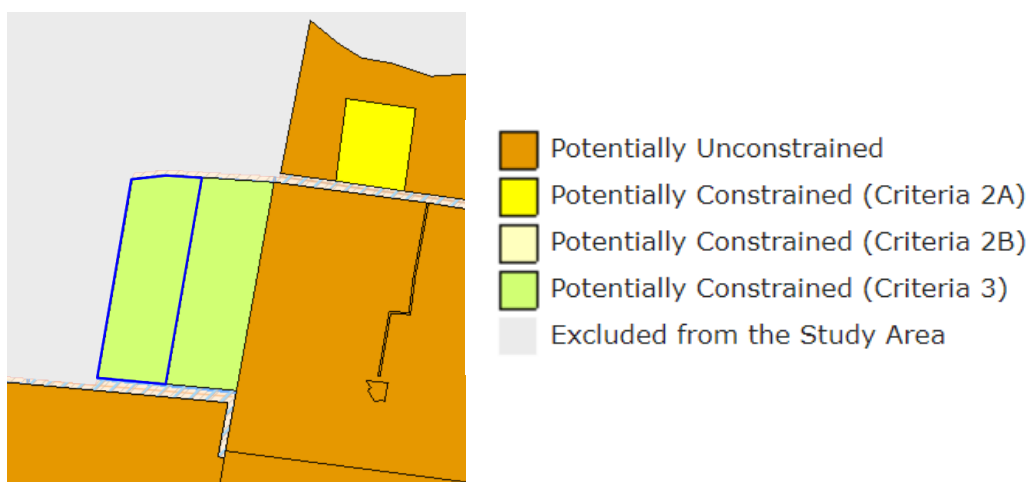 Potentially Unconstrained
Potentially Constrained (Criteria 2A)
Potentially Constrained (Criteria 2B)
Potentially Constrained (Criteria 3)
Excluded from the Study Area